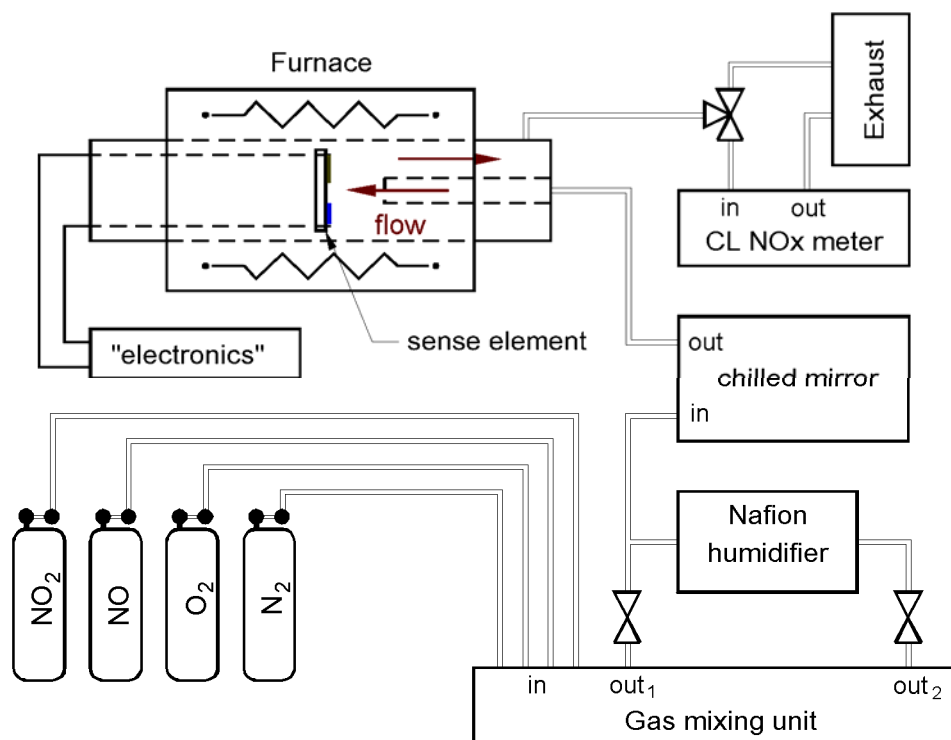 Furnace
Exhaust
in
out
CL NOx meter
flow
sense element
"electronics"
out
chilled mirror
in
Nafion
humidifier
NO₂
NO
O₂
N₂
in
out₁
out₂
Gas mixing unit